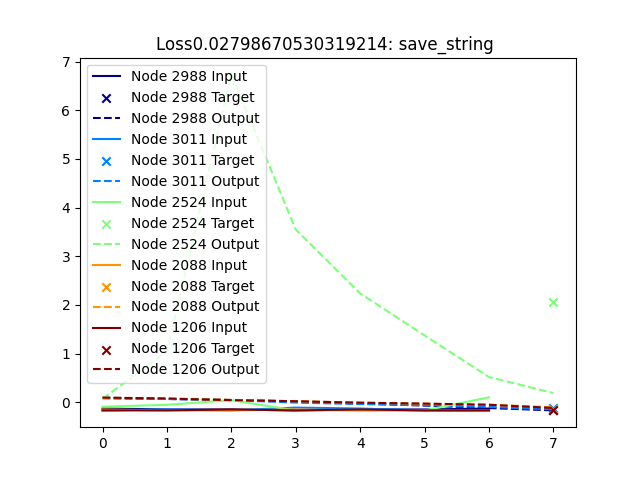 Loss0.02798670530319214: save_string
7
6
5
4
3
2
1
0
Node 2988 Input
Node 2988 Target
Node 2988 Output
Node 3011 Input
Node 3011 Target
Node 3011 Output
Node 2524 Input
Node 2524 Target
Node 2524 Output
Node 2088 Input
Node 2088 Target
Node 2088 Output
Node 1206 Input
Node 1206 Target
Node 1206 Output
0 1 2 3 4 5 6 7